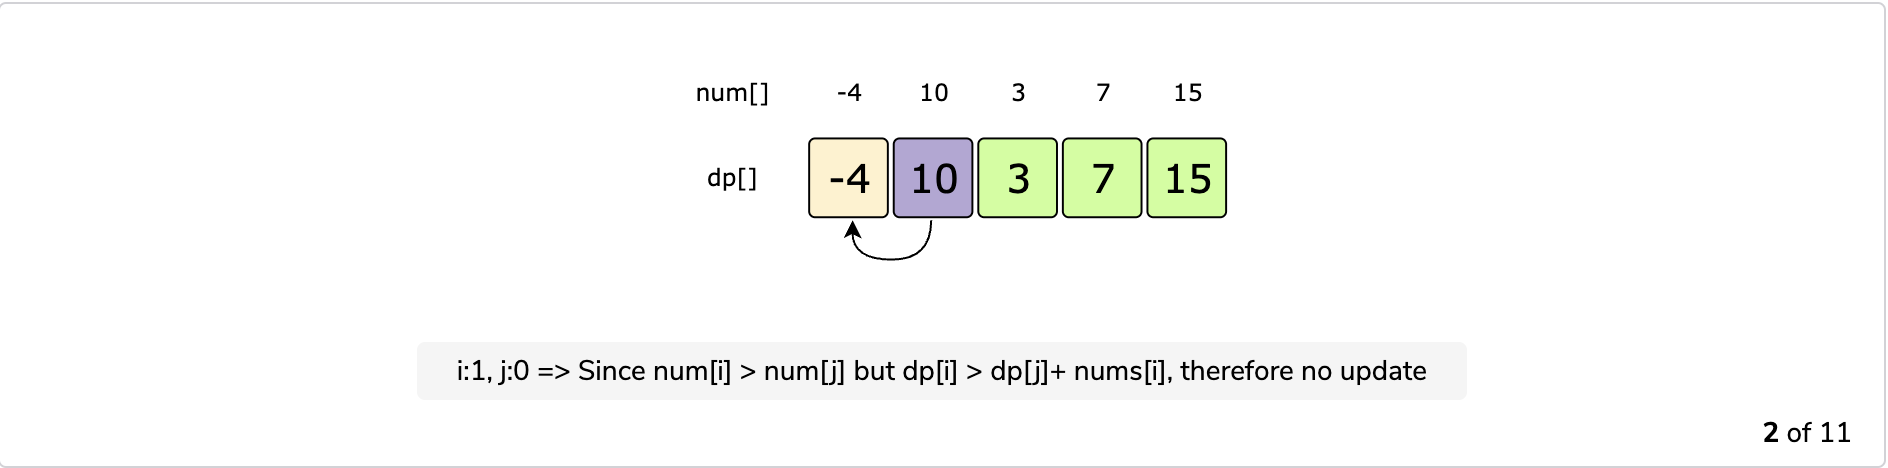 num[] -4 10 3 7 15
dp[] -4 10 3 7 15
i:1, j:0 => Since num[i] > num[j] but dp[i] > dp[j]+ nums[i], therefore no update
2 of 11